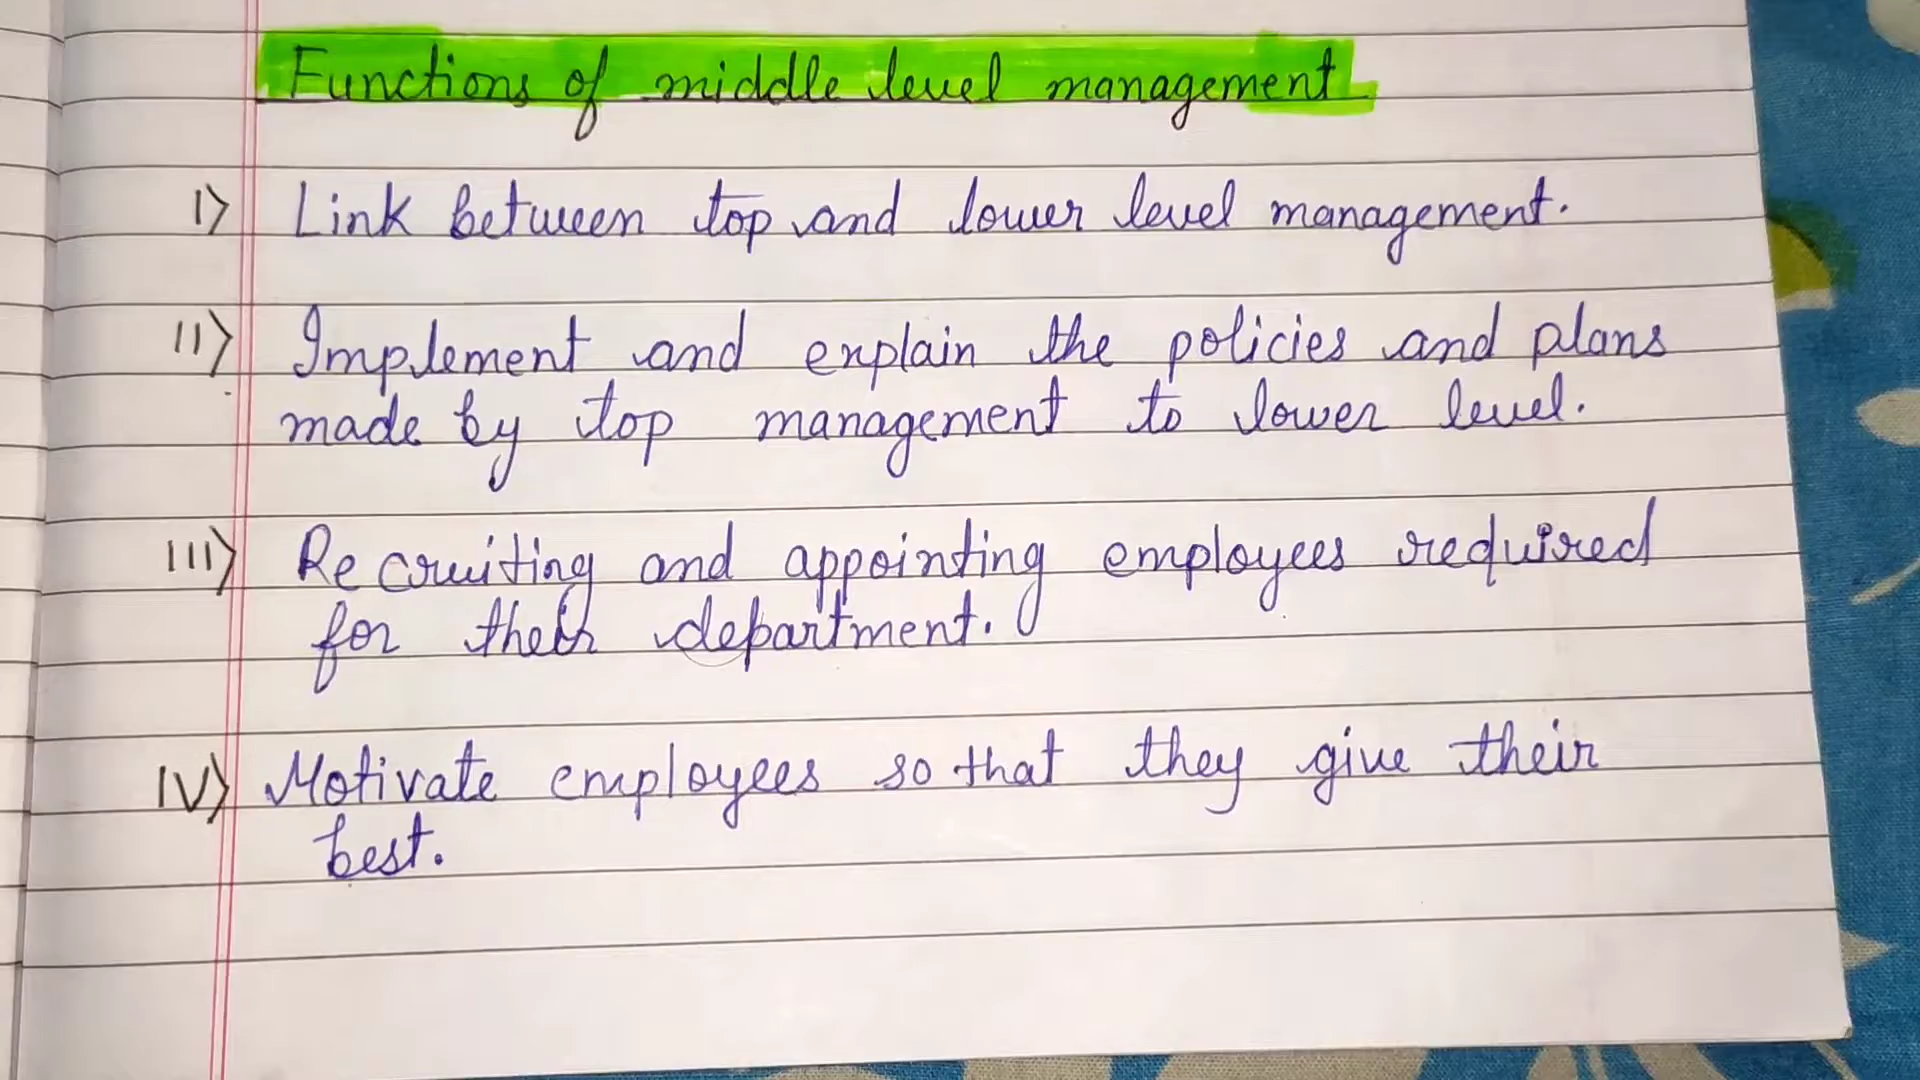 Functions of middle level management
I) Link between top and lower level management.
II) Implement and explain the policies and plans
made by top management to lower level.
III) Recruiting and appointing employees required
for their department.
IV) Motivate employees so that they give their
best.